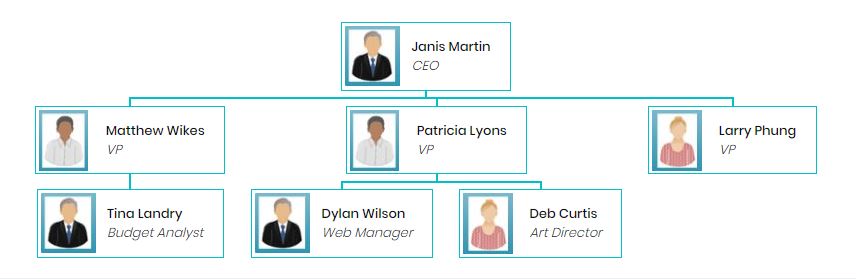 Janis Martin
CEO
Matthew Wikes
VP
Patricia Lyons
VP
Larry Phung
VP
Tina Landry
Budget Analyst
Dylan Wilson
Web Manager
Deb Curtis
Art Director